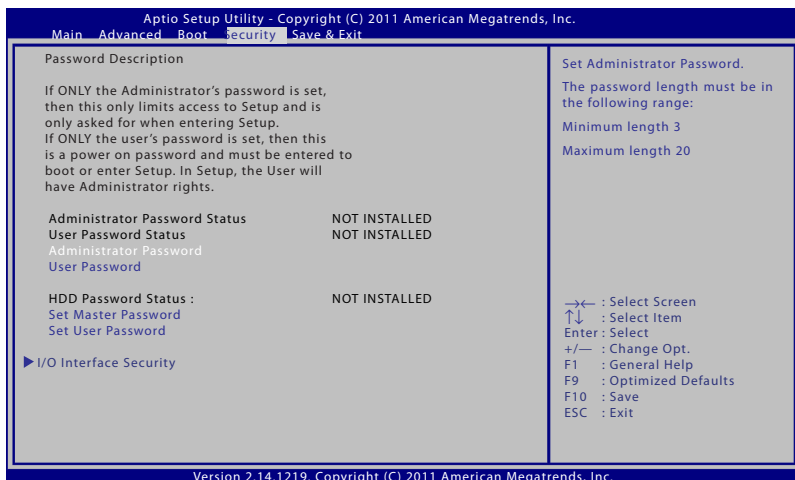 Aptio Setup Utility - Copyright (C) 2011 American Megatrends, Inc.
Main Advanced Boot Security Save & Exit
Password Description
If ONLY the Administrator's password is set,
then this only limits access to Setup and is
only asked for when entering Setup.
If ONLY the user's password is set, then this
is a power on password and must be entered to
boot or enter Setup. In Setup, the User will
have Administrator rights.
Administrator Password Status NOT INSTALLED
User Password Status NOT INSTALLED
Administrator Password
User Password
HDD Password Status : NOT INSTALLED
Set Master Password
Set User Password
I/O Interface Security
Set Administrator Password.
The password length must be in
the following range:
Minimum length 3
Maximum length 20
→← : Select Screen
↑↓ : Select Item
Enter : Select
+/— : Change Opt.
F1 : General Help
F9 : Optimized Defaults
F10 : Save
ESC : Exit
Version 2.14.1219. Copyright (C) 2011 American Megatrends, Inc.